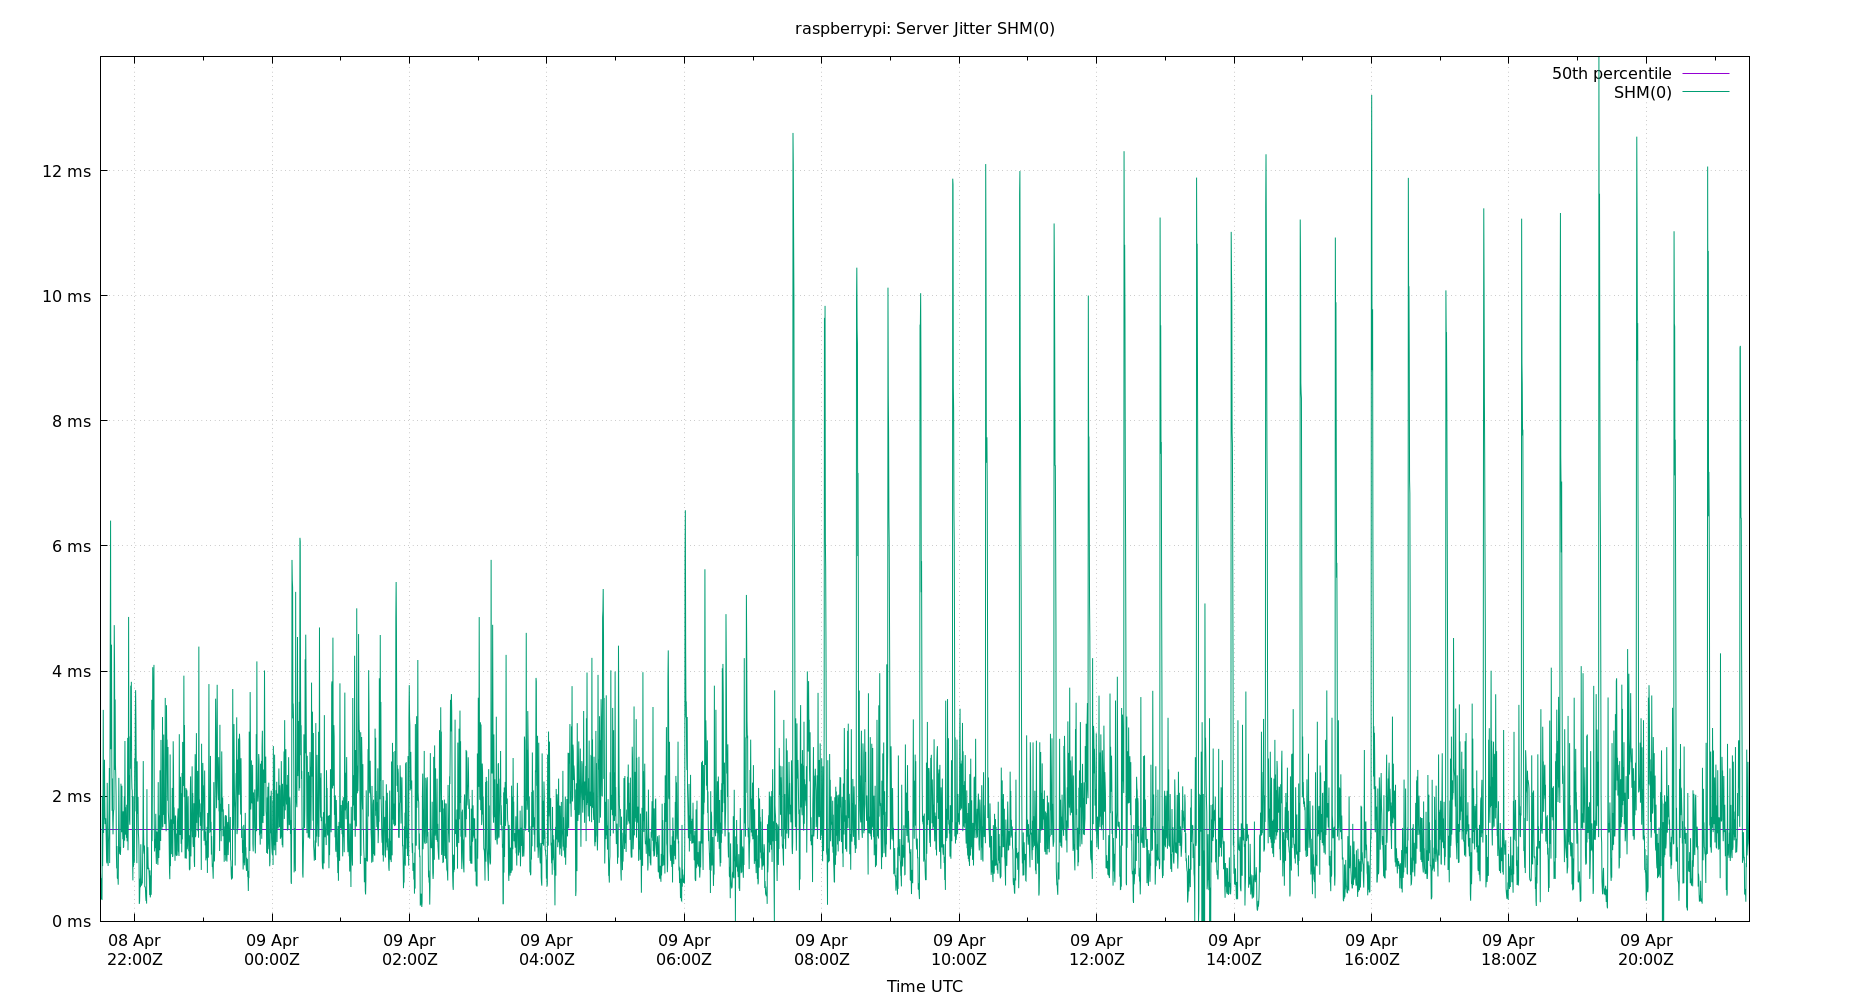 raspberrypi: Server Jitter SHM(0)
50th percentile
SHM(0)
12 ms
10 ms
8 ms
6 ms
4 ms
2 ms
0 ms
08 Apr 09 Apr 09 Apr 09 Apr 09 Apr 09 Apr 09 Apr 09 Apr 09 Apr 09 Apr 09 Apr 09 Apr
22:00Z 00:00Z 02:00Z 04:00Z 06:00Z 08:00Z 10:00Z 12:00Z 14:00Z 16:00Z 18:00Z 20:00Z
Time UTC